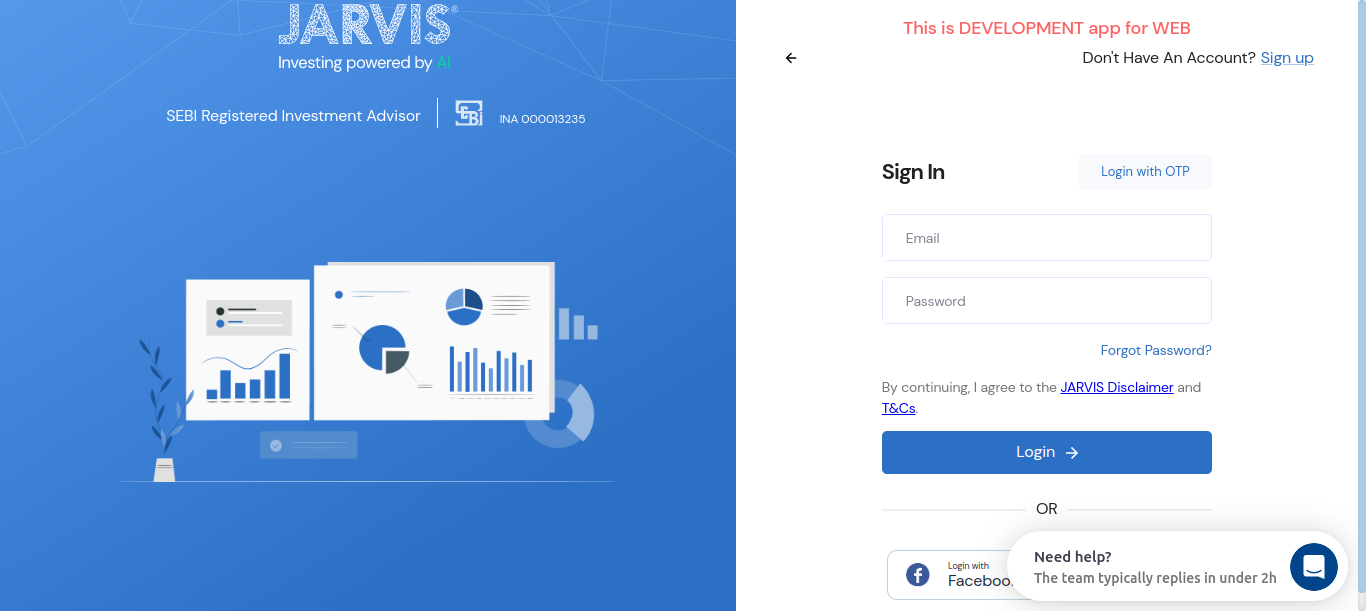 JARVIS®
Investing powered by AI
SEBI Registered Investment Advisor
SEBI
INA 000013235
This is DEVELOPMENT app for WEB
Don't Have An Account? Sign up
Sign In
Login with OTP
Email
Password
Forgot Password?
By continuing, I agree to the JARVIS Disclaimer and
T&Cs.
Login
OR
Login with
Facebook
Need help?
The team typically replies in under 2h